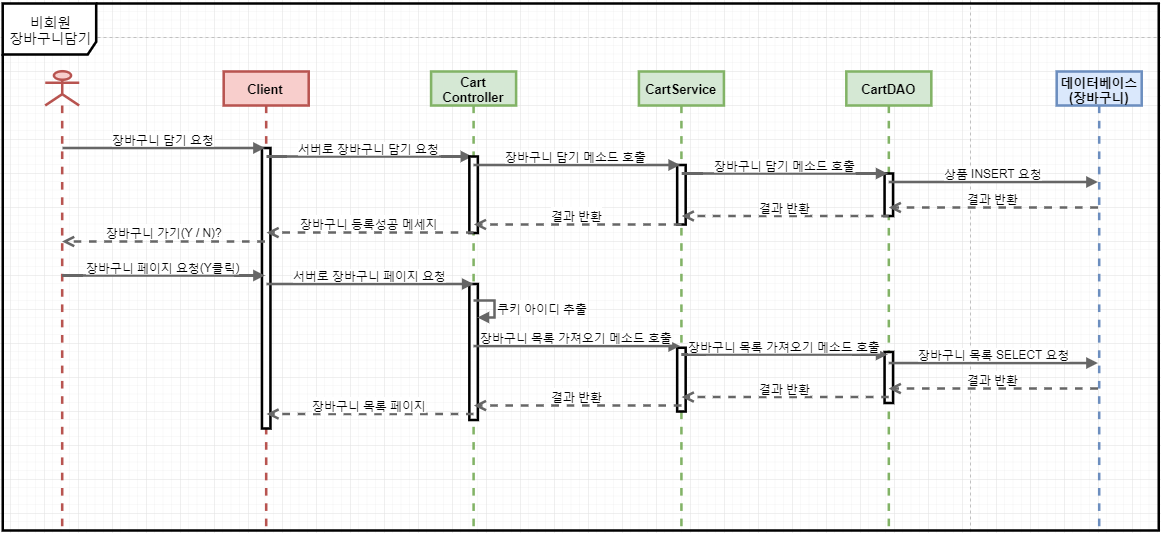 비회원
장바구니담기
Client
Cart
Controller
CartService
CartDAO
데이터베이스
(장바구니)
장바구니 담기 요청
서버로 장바구니 담기 요청
장바구니 담기 메소드 호출
장바구니 담기 메소드 호출
상품 INSERT 요청
결과 반환
결과 반환
결과 반환
장바구니 등록성공 메세지
장바구니 가기(Y / N)?
장바구니 페이지 요청(Y클릭)
서버로 장바구니 페이지 요청
쿠키 아이디 추출
장바구니 목록 가져오기 메소드 호출
장바구니 목록 가져오기 메소드 호출
장바구니 목록 SELECT 요청
결과 반환
결과 반환
결과 반환
장바구니 목록 페이지